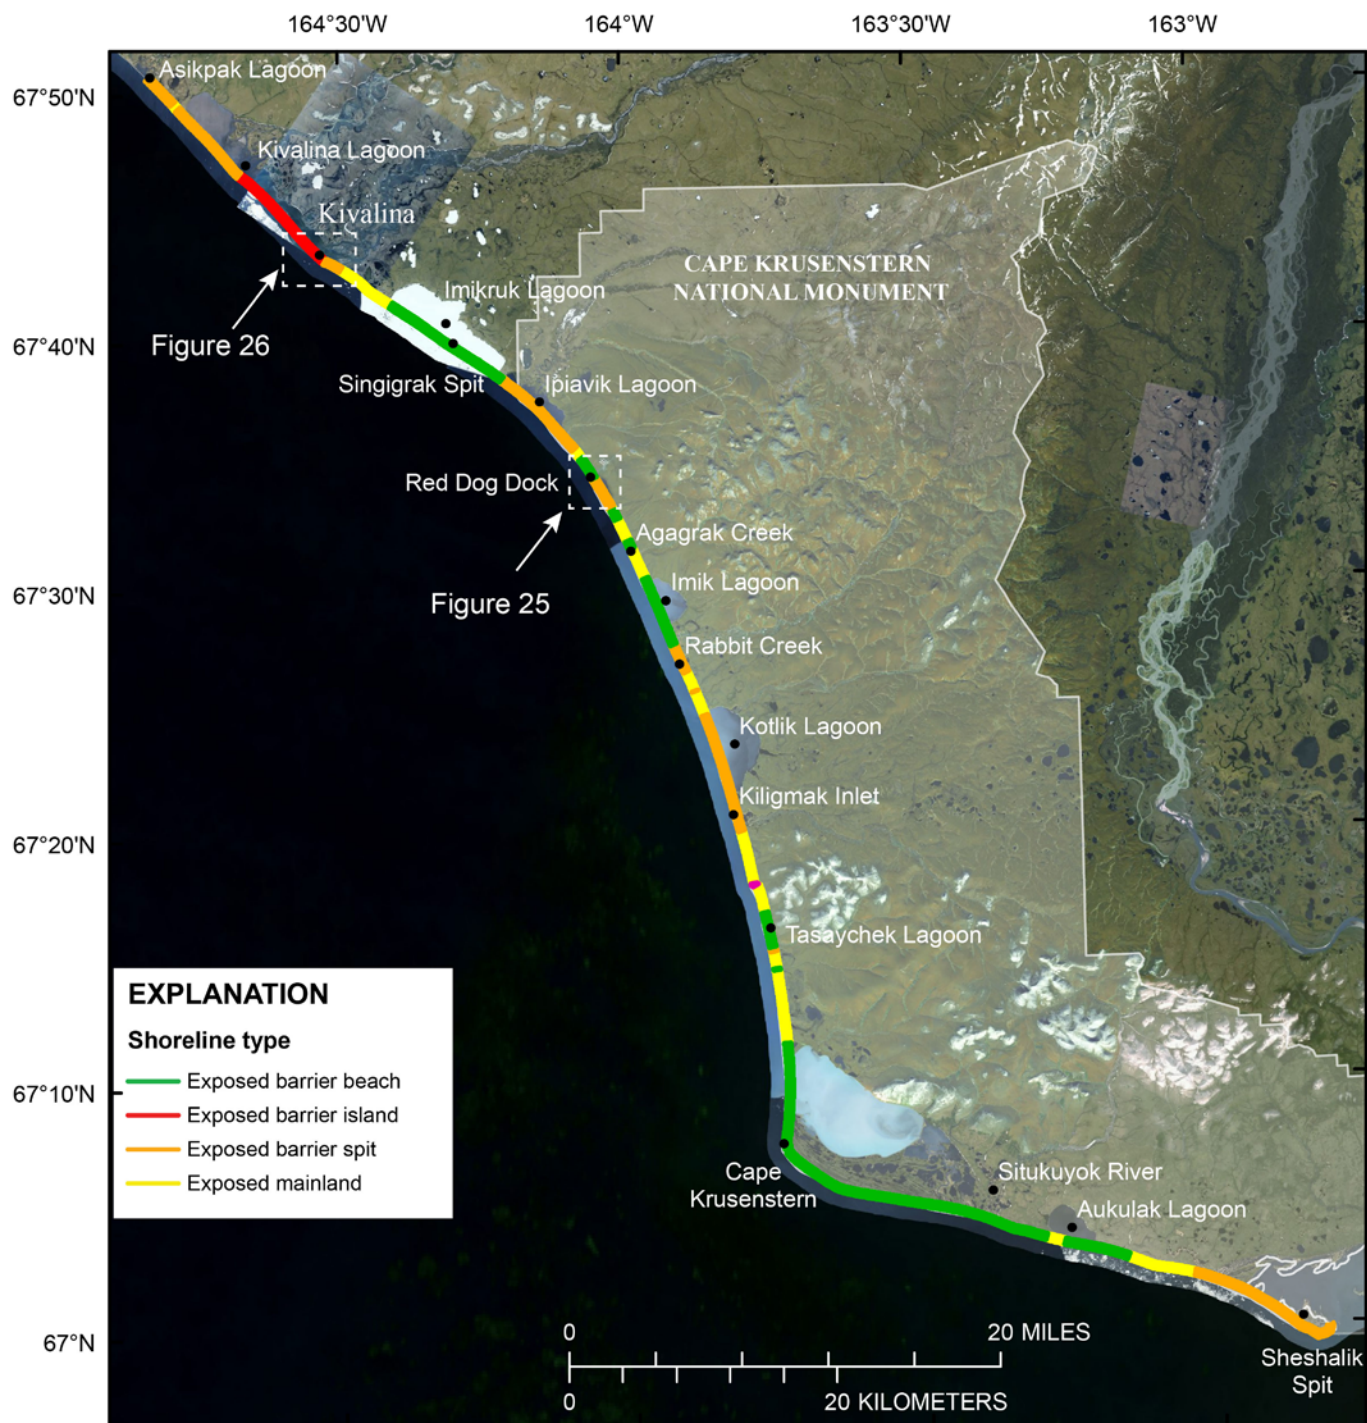 164°30'W 164°W 163°30'W 163°W
67°50'N
Asikpak Lagoon
Kivalina Lagoon
Kivalina
Imikruk Lagoon
CAPE KRUSENSTERN
NATIONAL MONUMENT
Figure 26
67°40'N
Singigrak Spit
Ipiavik Lagoon
Red Dog Dock
Agagrak Creek
Figure 25
67°30'N
Imik Lagoon
Rabbit Creek
Kotlik Lagoon
Kiligmak Inlet
67°20'N
Tasaychek Lagoon
EXPLANATION
Shoreline type
Exposed barrier beach
Exposed barrier island
Exposed barrier spit
Exposed mainland
67°10'N
Cape
Krusenstern
Situkuyok River
Aukulak Lagoon
67°N
0 20 MILES
0 20 KILOMETERS
Sheshalik
Spit